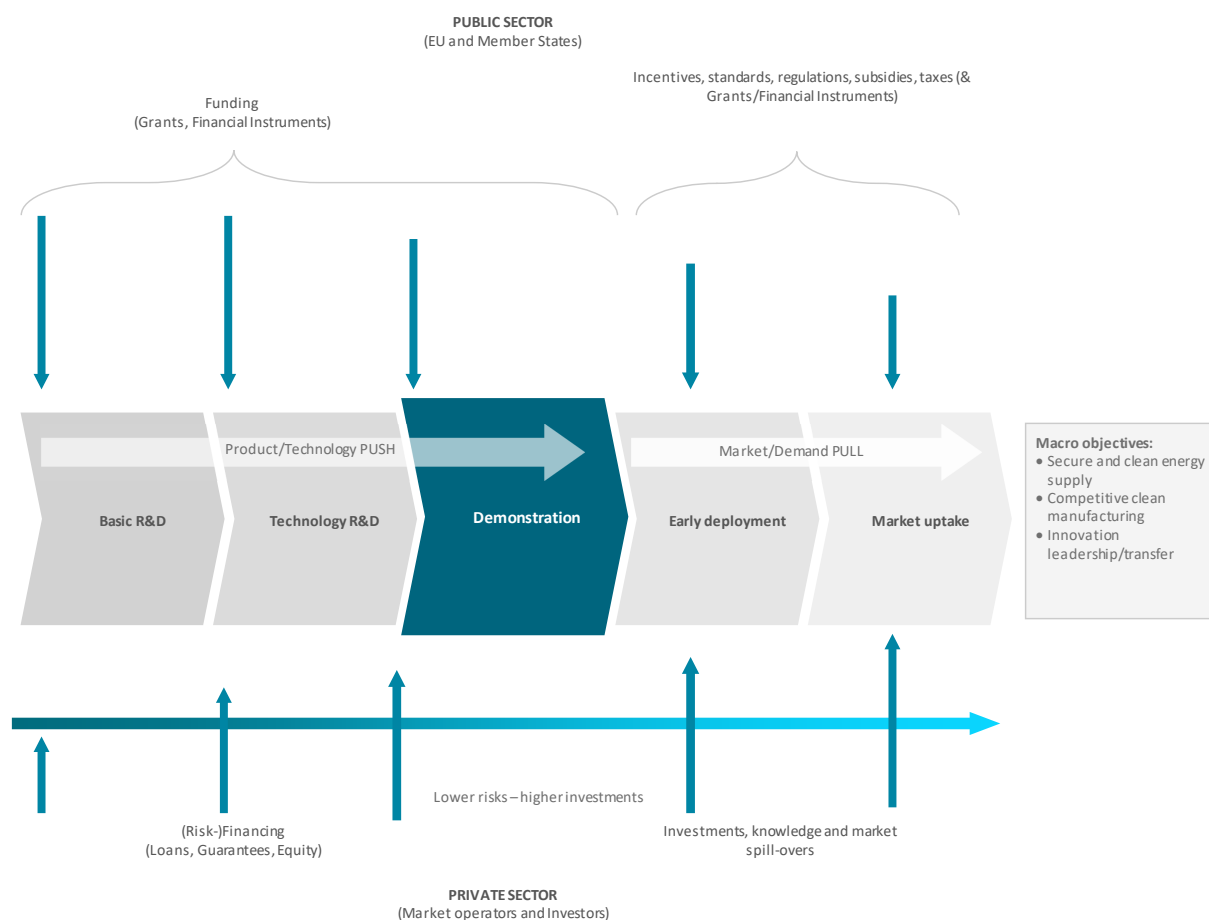 PUBLIC SECTOR
(EU and Member States)
Incentives, standards, regulations, subsidies, taxes (&
Grants/Financial Instruments)
Funding
(Grants, Financial Instruments)
Product/Technology PUSH
Market/Demand PULL
Basic R&D
Technology R&D
Demonstration
Early deployment
Market uptake
Macro objectives:
• Secure and clean energy
supply
• Competitive clean
manufacturing
• Innovation
leadership/transfer
Lower risks – higher investments
(Risk-)Financing
(Loans, Guarantees, Equity)
Investments, knowledge and market
spill-overs
PRIVATE SECTOR
(Market operators and Investors)